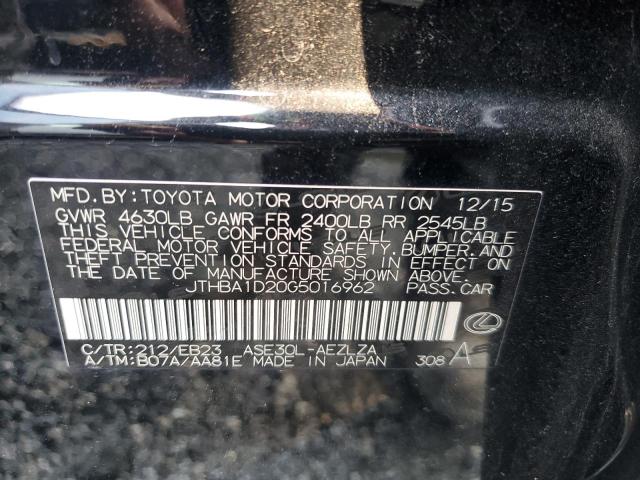 MFD.BY:TOYOTA MOTOR CORPORATION 12/15
GVWR 4630LB GAWR FR 2400LB RR 2545LB
THIS VEHICLE CONFORMS TO ALL APPLICABLE
FEDERAL MOTOR VEHICLE SAFETY,BUMPER,AND
THEFT PREVENTION STANDARDS IN EFFECT ON
THE DATE OF MANUFACTURE SHOWN ABOVE.
JTHBA1D20G5016962 PASS.CAR
C/TR:212/EB23 ASE30L-AEZLZA
A/TM:B07A/AA81E MADE IN JAPAN 308 A